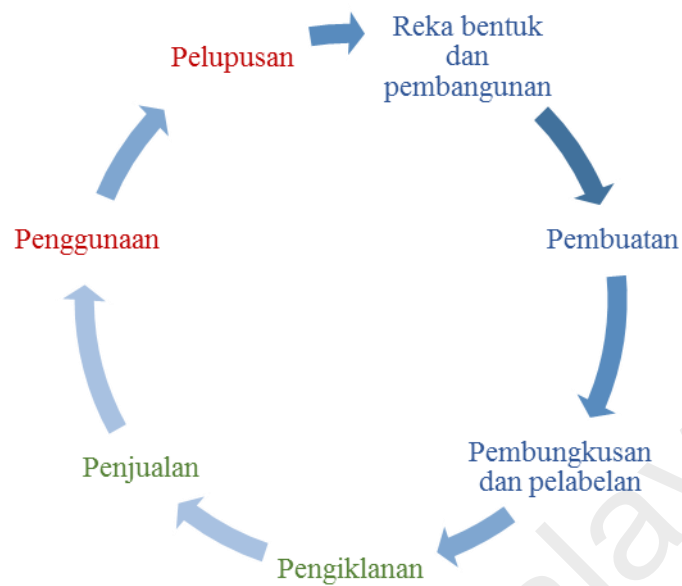 Reka bentuk
dan
pembangunan
Pembuatan
Pembungkusan
dan pelabelan
Pengiklanan
Penjualan
Penggunaan
Pelupusan